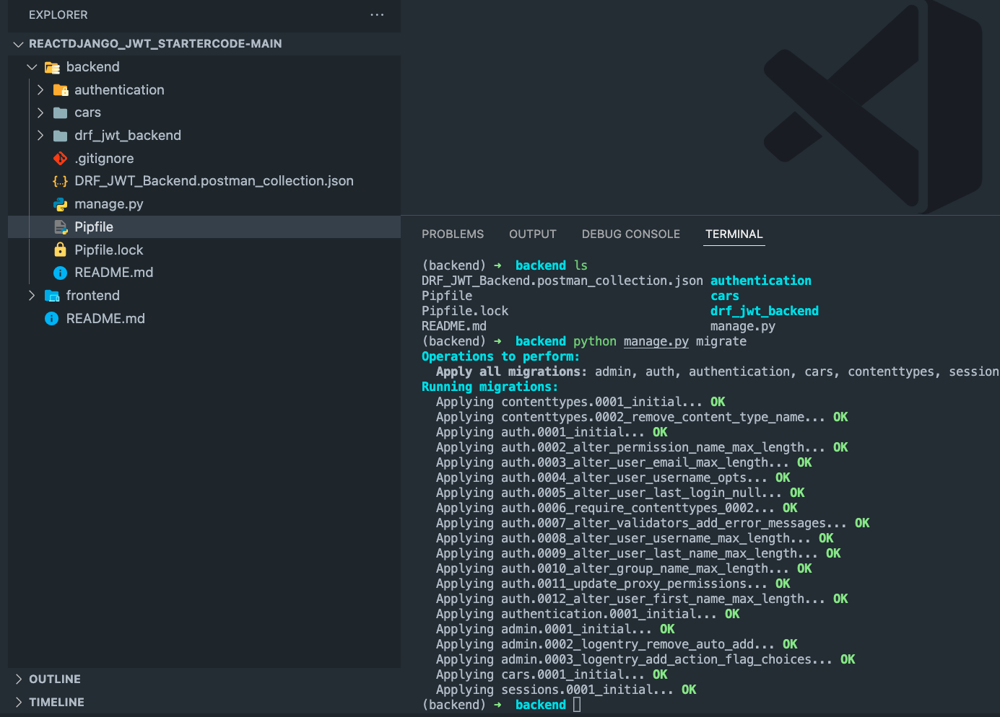 EXPLORER
...
REACTDJANGO_JWT_STARTERCODE-MAIN
backend
authentication
cars
drf_jwt_backend
.gitignore
{..} DRF_JWT_Backend.postman_collection.json
manage.py
Pipfile
Pipfile.lock
README.md
frontend
README.md
OUTLINE
TIMELINE
PROBLEMS OUTPUT DEBUG CONSOLE TERMINAL
(backend) → backend ls
DRF_JWT_Backend.postman_collection.json authentication
Pipfile cars
Pipfile.lock drf_jwt_backend
README.md manage.py
(backend) → backend python manage.py migrate
Operations to perform:
Apply all migrations: admin, auth, authentication, cars, contenttypes, session
Running migrations:
Applying contenttypes.0001_initial... OK
Applying contenttypes.0002_remove_content_type_name... OK
Applying auth.0001_initial... OK
Applying auth.0002_alter_permission_name_max_length... OK
Applying auth.0003_alter_user_email_max_length... OK
Applying auth.0004_alter_user_username_opts... OK
Applying auth.0005_alter_user_last_login_null... OK
Applying auth.0006_require_contenttypes_0002... OK
Applying auth.0007_alter_validators_add_error_messages... OK
Applying auth.0008_alter_user_username_max_length... OK
Applying auth.0009_alter_user_last_name_max_length... OK
Applying auth.0010_alter_group_name_max_length... OK
Applying auth.0011_update_proxy_permissions... OK
Applying auth.0012_alter_user_first_name_max_length... OK
Applying authentication.0001_initial... OK
Applying admin.0001_initial... OK
Applying admin.0002_logentry_remove_auto_add... OK
Applying admin.0003_logentry_add_action_flag_choices... OK
Applying cars.0001_initial... OK
Applying sessions.0001_initial... OK
(backend) → backend